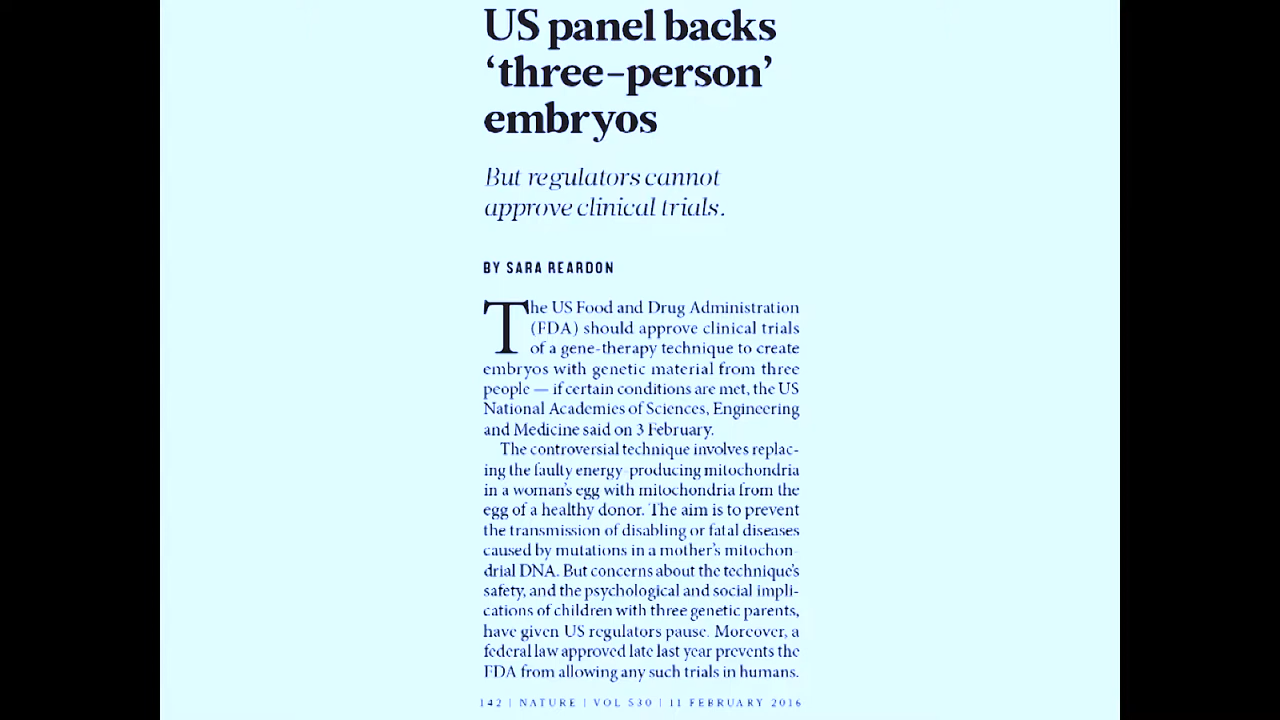 US panel backs
‘three-person’
embryos
But regulators cannot
approve clinical trials.
BY SARA REARDON
The US Food and Drug Administration
(FDA) should approve clinical trials
of a gene-therapy technique to create
embryos with genetic material from three
people — if certain conditions are met, the US
National Academies of Sciences, Engineering
and Medicine said on 3 February.
The controversial technique involves replac-
ing the faulty energy-producing mitochondria
in a woman's egg with mitochondria from the
egg of a healthy donor. The aim is to prevent
the transmission of disabling or fatal diseases
caused by mutations in a mother's mitochon-
drial DNA. But concerns about the technique's
safety, and the psychological and social impli-
cations of children with three genetic parents,
have given US regulators pause. Moreover, a
federal law approved late last year prevents the
FDA from allowing any such trials in humans.
142 | NATURE | VOL 530 | 11 FEBRUARY 2016